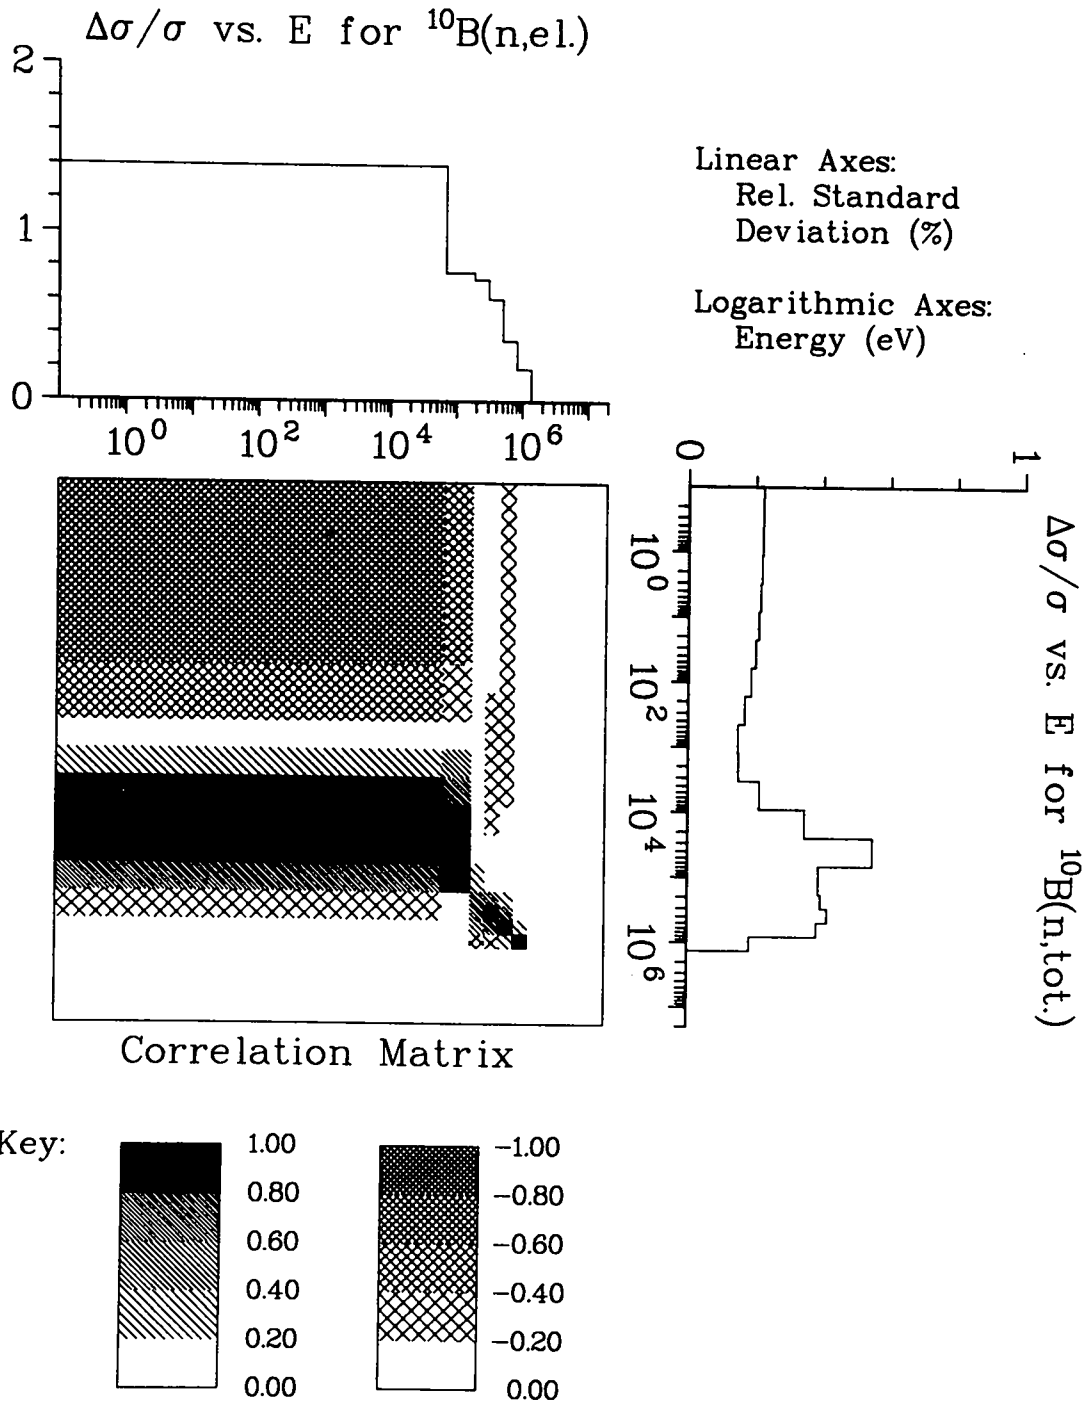 Δσ/σ vs. E for ¹⁰B(n,el.)
2
1
0
10⁰ 10² 10⁴ 10⁶
Linear Axes:
Rel. Standard
Deviation (%)
Logarithmic Axes:
Energy (eV)
0 1
10⁰
10²
10⁴
10⁶
Δσ/σ vs. E for ¹⁰B(n,tot.)
Correlation Matrix
Key:
1.00
0.80
0.60
0.40
0.20
0.00
-1.00
-0.80
-0.60
-0.40
-0.20
0.00